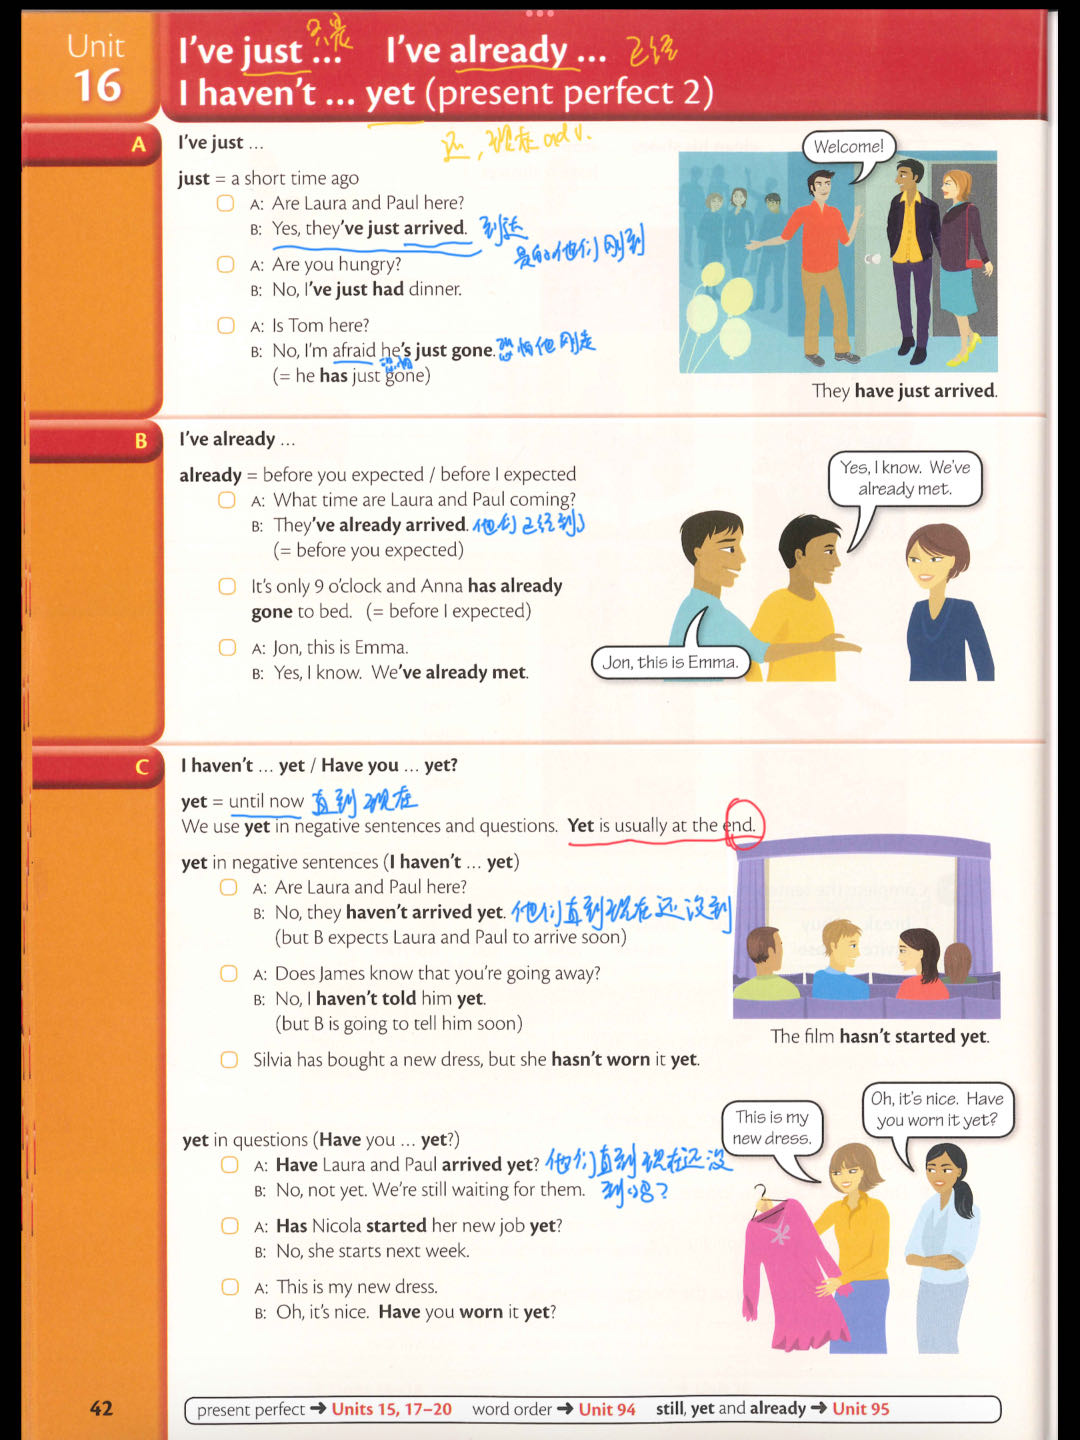 Unit
16
I've just ... I've already ...
只是
已经
I haven't ... yet (present perfect 2)
还，现在 adv.
A
I've just ...
just = a short time ago
A: Are Laura and Paul here?
B: Yes, they've just arrived. 到达
是的他们刚到
A: Are you hungry?
B: No, I've just had dinner.
A: Is Tom here?
B: No, I'm afraid he's just gone. 恐怕他刚走
恐怕
(= he has just gone)
Welcome!
They have just arrived.
B
I've already ...
already = before you expected / before I expected
A: What time are Laura and Paul coming?
B: They've already arrived. 他们已经到了
(= before you expected)
It's only 9 o'clock and Anna has already
gone to bed. (= before I expected)
A: Jon, this is Emma.
B: Yes, I know. We've already met.
Yes, I know. We've
already met.
Jon, this is Emma.
C
I haven't ... yet / Have you ... yet?
yet = until now 直到现在
We use yet in negative sentences and questions. Yet is usually at the end.
yet in negative sentences (I haven't ... yet)
A: Are Laura and Paul here?
B: No, they haven't arrived yet. 他们直到现在还没到
(but B expects Laura and Paul to arrive soon)
A: Does James know that you're going away?
B: No, I haven't told him yet.
(but B is going to tell him soon)
Silvia has bought a new dress, but she hasn't worn it yet.
The film hasn't started yet.
yet in questions (Have you ... yet?)
A: Have Laura and Paul arrived yet? 他们直到现在还没
B: No, not yet. We're still waiting for them. 到吗？
A: Has Nicola started her new job yet?
B: No, she starts next week.
A: This is my new dress.
B: Oh, it's nice. Have you worn it yet?
This is my
new dress.
Oh, it's nice. Have
you worn it yet?
42
present perfect → Units 15, 17–20 word order → Unit 94 still, yet and already → Unit 95